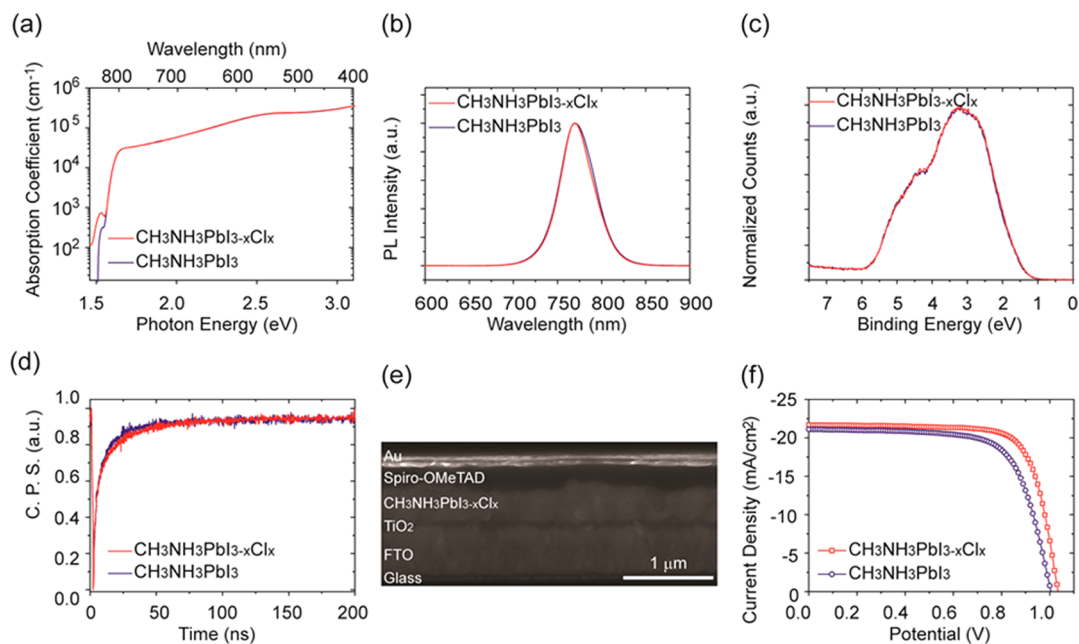 (a)
Wavelength (nm)
800 700 600 500 400
Absorption Coefficient (cm⁻¹)
10⁶
10⁵
10⁴
10³
10²
CH₃NH₃PbI₃₋ₓClₓ
CH₃NH₃PbI₃
1.5 2.0 2.5 3.0
Photon Energy (eV)
(b)
PL Intensity (a.u.)
CH₃NH₃PbI₃₋ₓClₓ
CH₃NH₃PbI₃
600 650 700 750 800 850 900
Wavelength (nm)
(c)
Normalized Counts (a.u.)
CH₃NH₃PbI₃₋ₓClₓ
CH₃NH₃PbI₃
7 6 5 4 3 2 1 0
Binding Energy (eV)
(d)
C. P. S. (a.u.)
1.0
0.8
0.6
0.4
0.2
0.0
CH₃NH₃PbI₃₋ₓClₓ
CH₃NH₃PbI₃
0 50 100 150 200
Time (ns)
(e)
Au
Spiro-OMeTAD
CH₃NH₃PbI₃₋ₓClₓ
TiO₂
FTO
Glass
1 μm
(f)
Current Density (mA/cm²)
-25
-20
-15
-10
-5
0
CH₃NH₃PbI₃₋ₓClₓ
CH₃NH₃PbI₃
0.0 0.2 0.4 0.6 0.8 1.0
Potential (V)